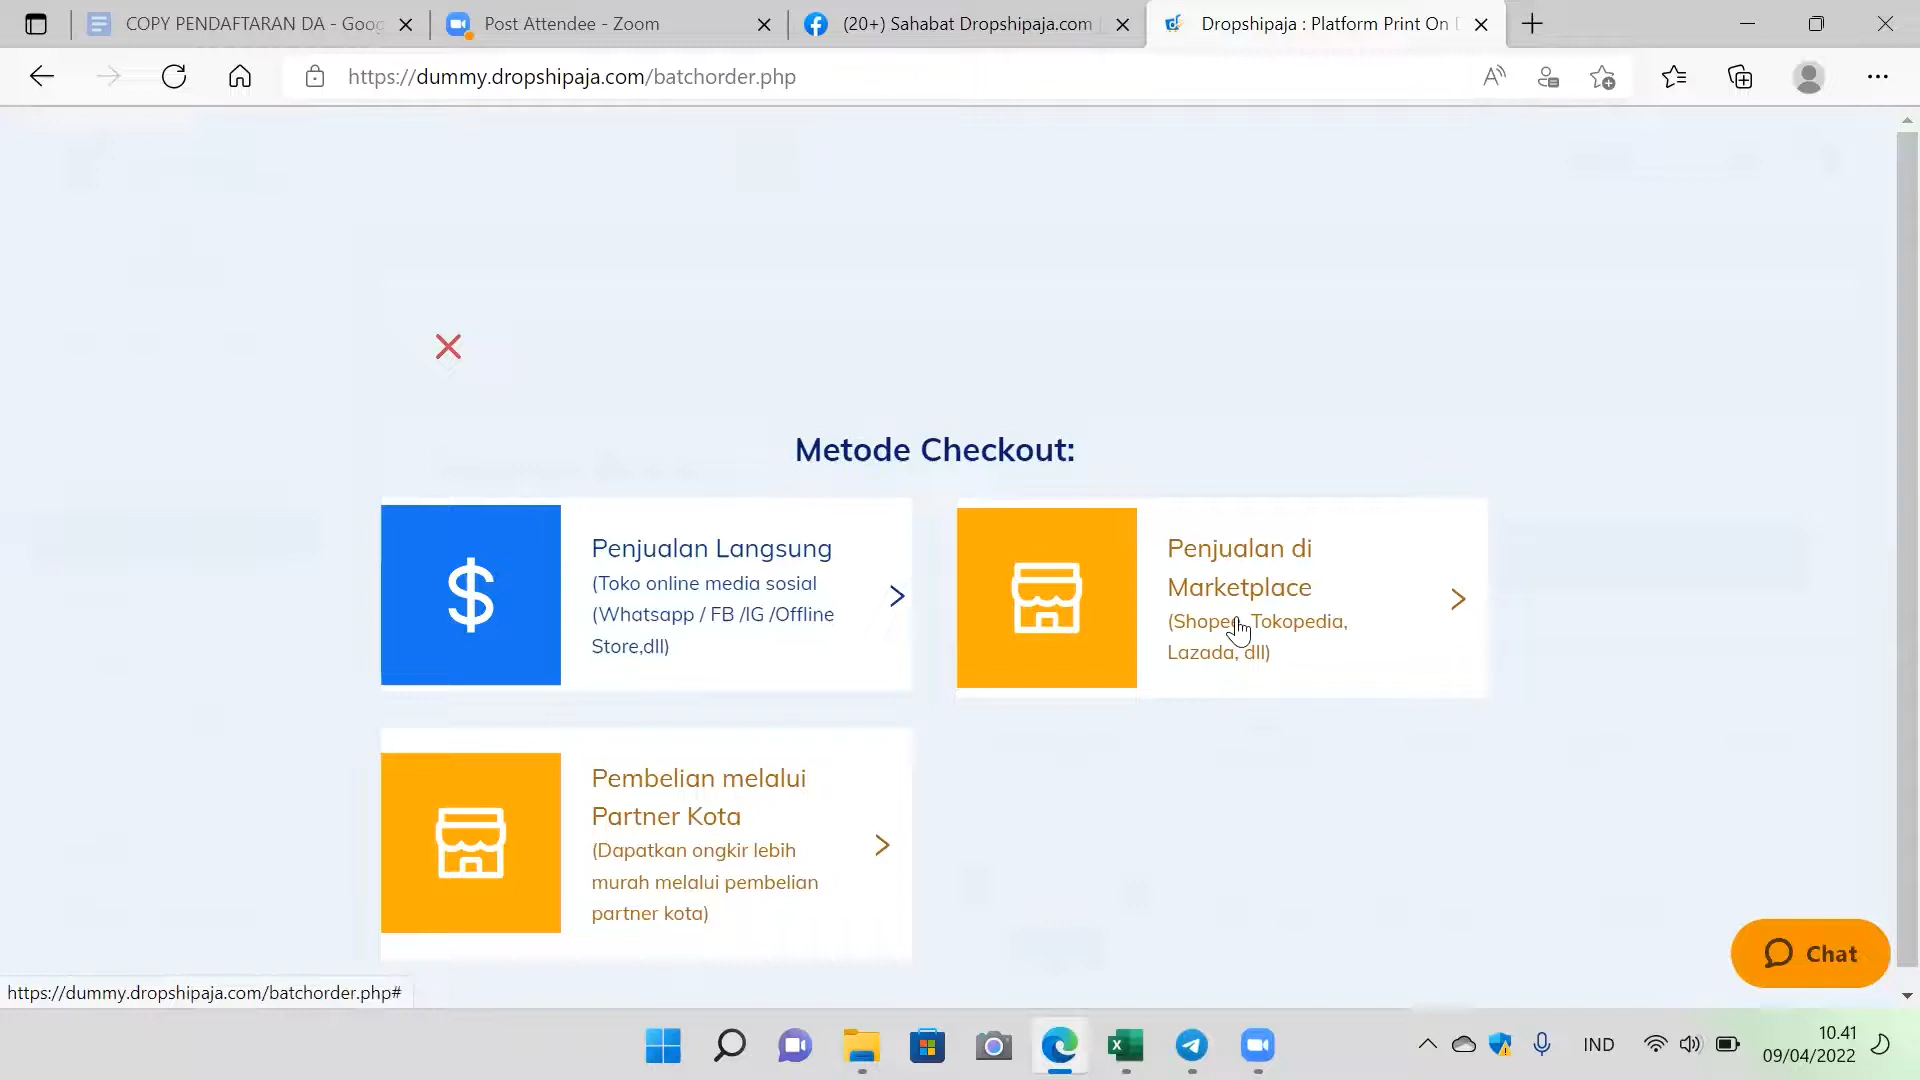 COPY PENDAFTARAN DA - Goog
Post Attendee - Zoom
(20+) Sahabat Dropshipaja.com
Dropshipaja : Platform Print On
https://dummy.dropshipaja.com/batchorder.php
Metode Checkout:
Penjualan Langsung
(Toko online media sosial
(Whatsapp / FB /IG /Offline
Store,dll)
Penjualan di
Marketplace
(Shopee, Tokopedia,
Lazada, dll)
Pembelian melalui
Partner Kota
(Dapatkan ongkir lebih
murah melalui pembelian
partner kota)
Chat
https://dummy.dropshipaja.com/batchorder.php#
IND
10.41
09/04/2022